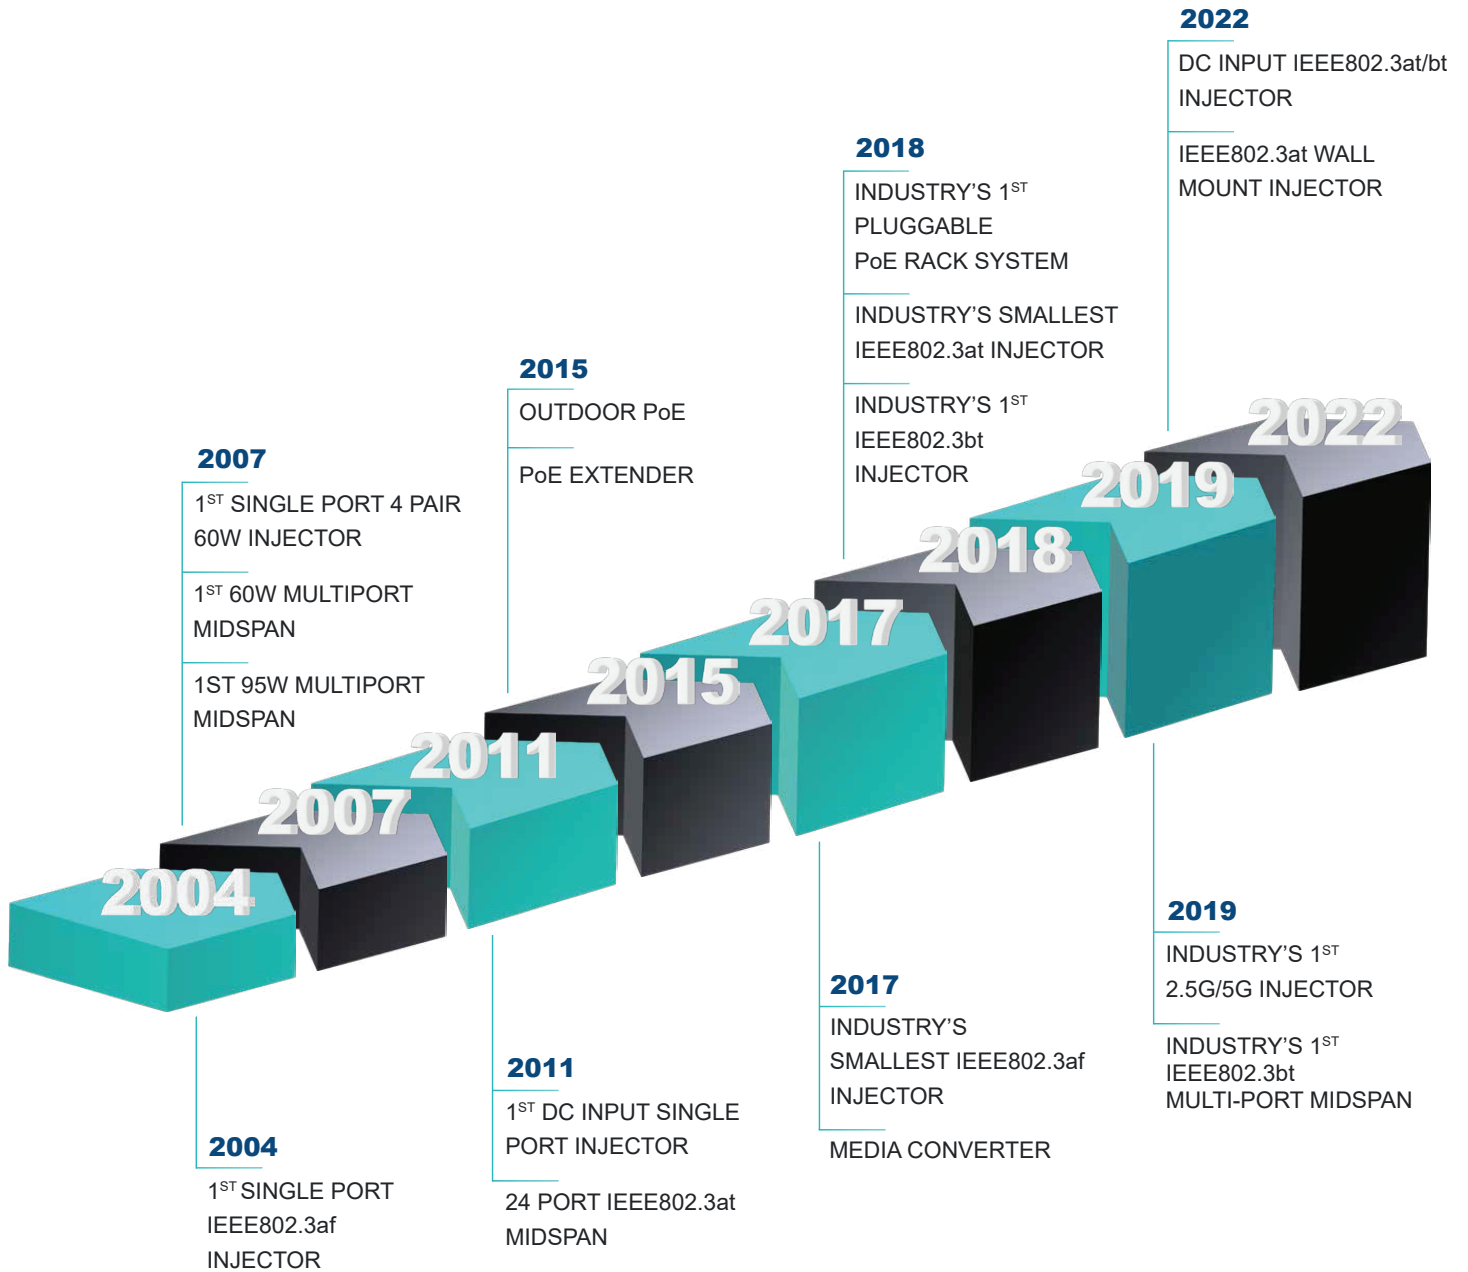 2022
DC INPUT IEEE802.3at/bt
INJECTOR
IEEE802.3at WALL
MOUNT INJECTOR
2018
INDUSTRY’S 1ST
PLUGGABLE
PoE RACK SYSTEM
INDUSTRY’S SMALLEST
IEEE802.3at INJECTOR
INDUSTRY’S 1ST
IEEE802.3bt
INJECTOR
2015
OUTDOOR PoE
PoE EXTENDER
2007
1ST SINGLE PORT 4 PAIR
60W INJECTOR
1ST 60W MULTIPORT
MIDSPAN
1ST 95W MULTIPORT
MIDSPAN
2004
2007
2011
2015
2017
2018
2019
2022
2004
1ST SINGLE PORT
IEEE802.3af
INJECTOR
2011
1ST DC INPUT SINGLE
PORT INJECTOR
24 PORT IEEE802.3at
MIDSPAN
2017
INDUSTRY’S
SMALLEST IEEE802.3af
INJECTOR
MEDIA CONVERTER
2019
INDUSTRY’S 1ST
2.5G/5G INJECTOR
INDUSTRY’S 1ST
IEEE802.3bt
MULTI-PORT MIDSPAN